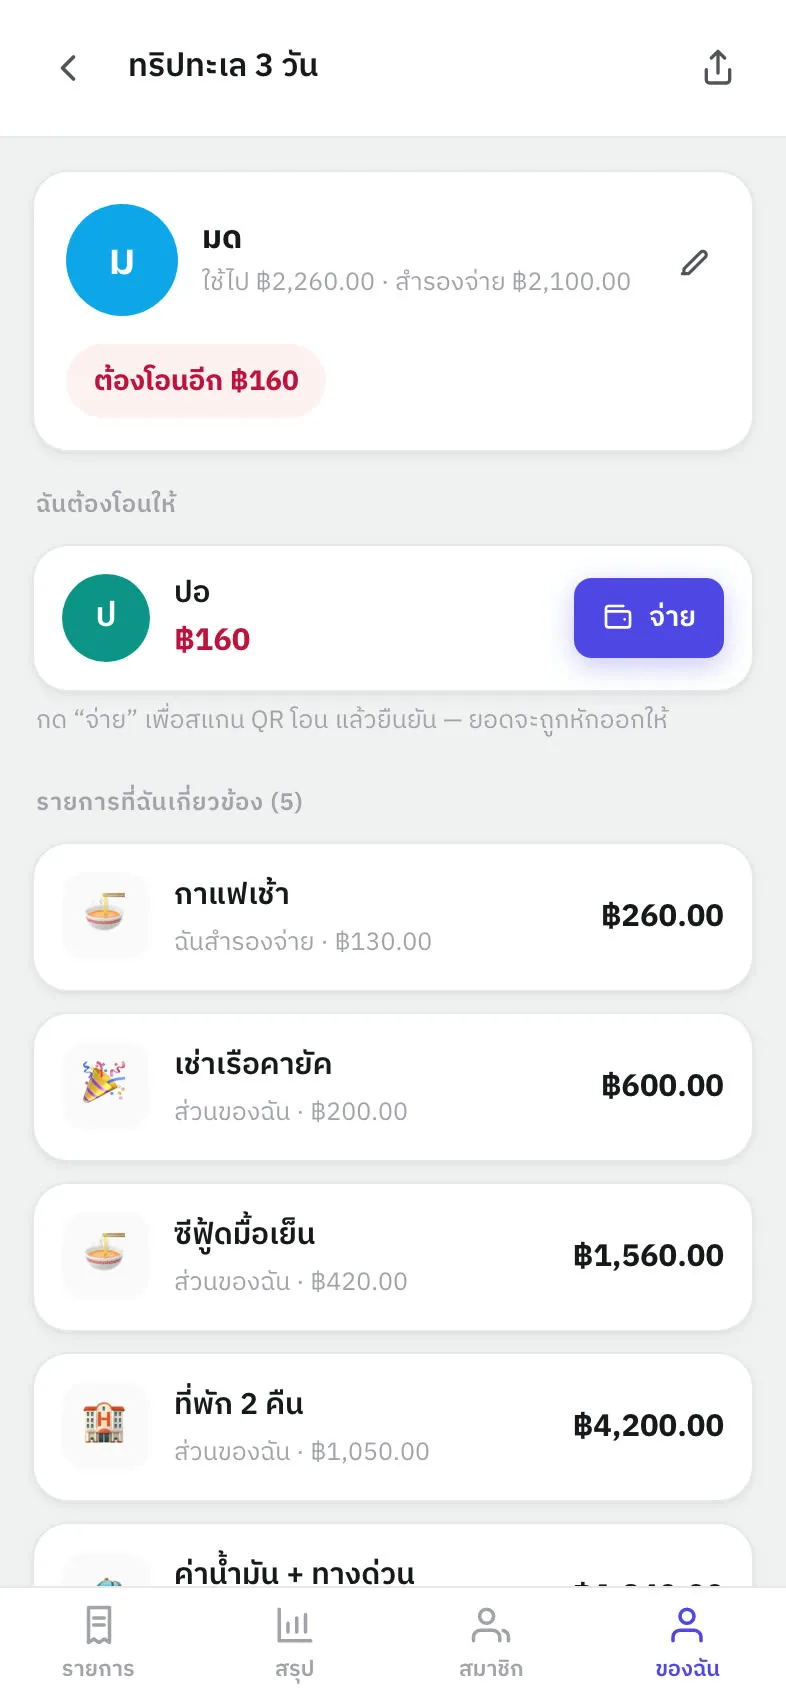 ทริปทะเล 3 วัน
ม
มด
ใช้ไป ฿2,260.00 · สำรองจ่าย ฿2,100.00
ต้องโอนอีก ฿160
ฉันต้องโอนให้
ป
ปอ
฿160
จ่าย
กด “จ่าย” เพื่อสแกน QR โอน แล้วยืนยัน — ยอดจะถูกหักออกให้
รายการที่ฉันเกี่ยวข้อง (5)
กาแฟเช้า
ฉันสำรองจ่าย · ฿130.00
฿260.00
เช่าเรือคายัค
ส่วนของฉัน · ฿200.00
฿600.00
ซีฟู้ดมื้อเย็น
ส่วนของฉัน · ฿420.00
฿1,560.00
ที่พัก 2 คืน
ส่วนของฉัน · ฿1,050.00
฿4,200.00
ค่าน้ำมัน + ทางด่วน
รายการ
สรุป
สมาชิก
ของฉัน